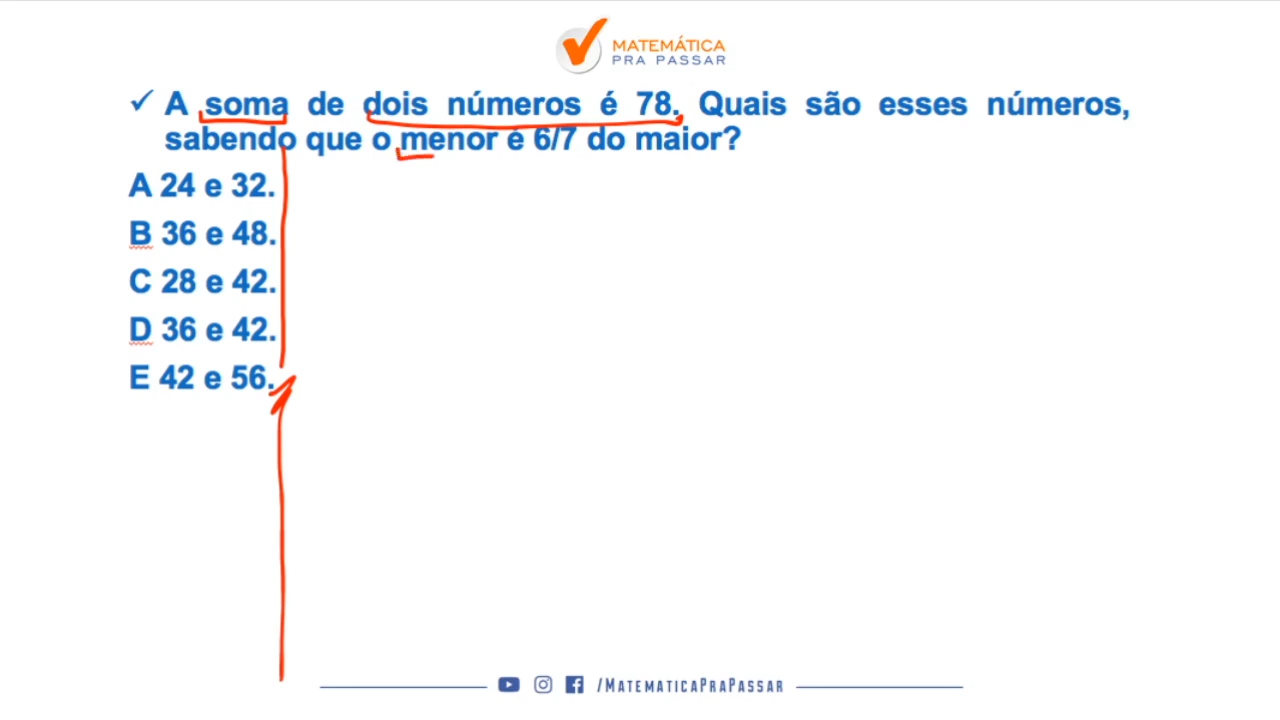 MATEMÁTICA
PRA PASSAR
✓ A soma de dois números é 78. Quais são esses números,
sabendo que o menor é 6/7 do maior?
A 24 e 32.
B 36 e 48.
C 28 e 42.
D 36 e 42.
E 42 e 56.
/MATEMATICAPRAPASSAR